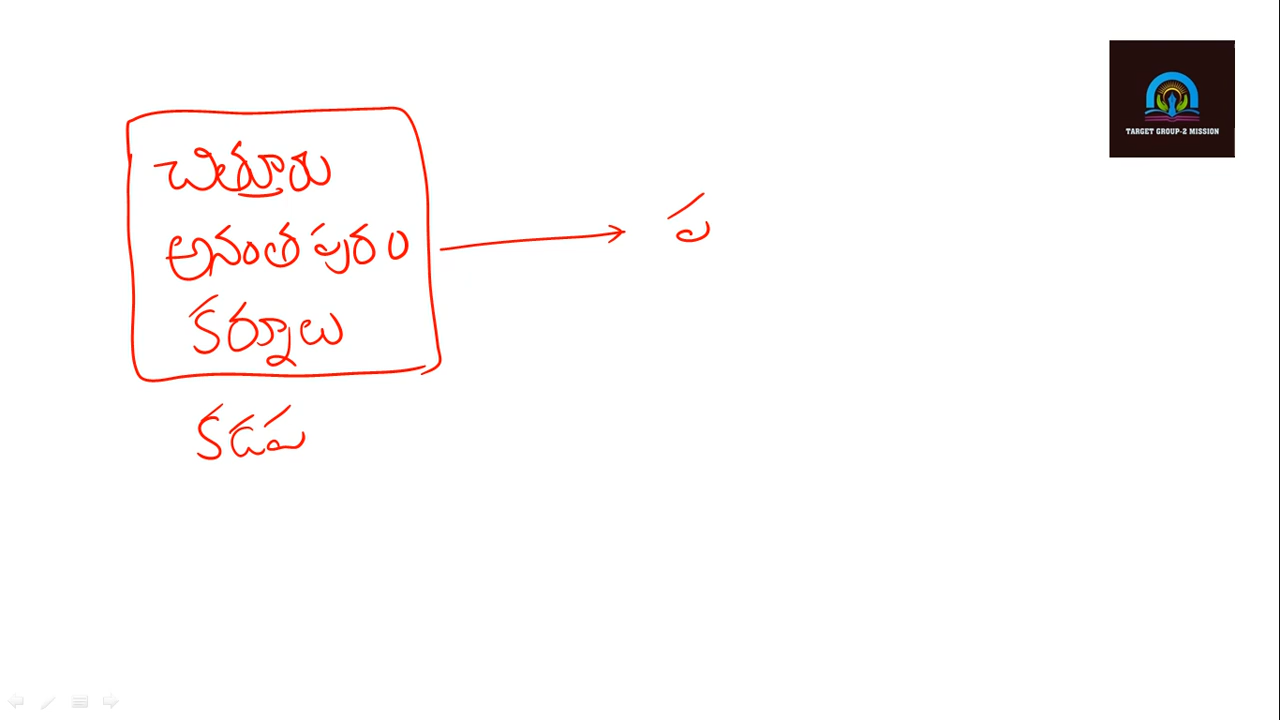 చిత్తూరు
అనంతపురం
కర్నూలు
కడప
ప
TARGET GROUP-2 MISSION